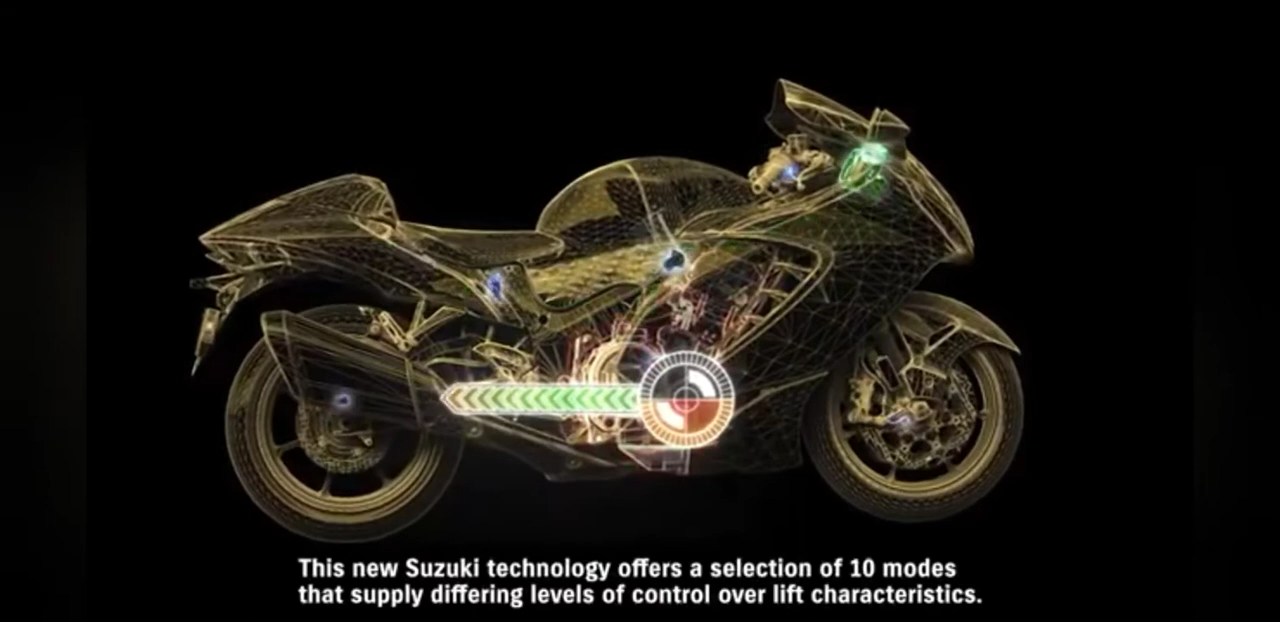 This new Suzuki technology offers a selection of 10 modes
that supply differing levels of control over lift characteristics.